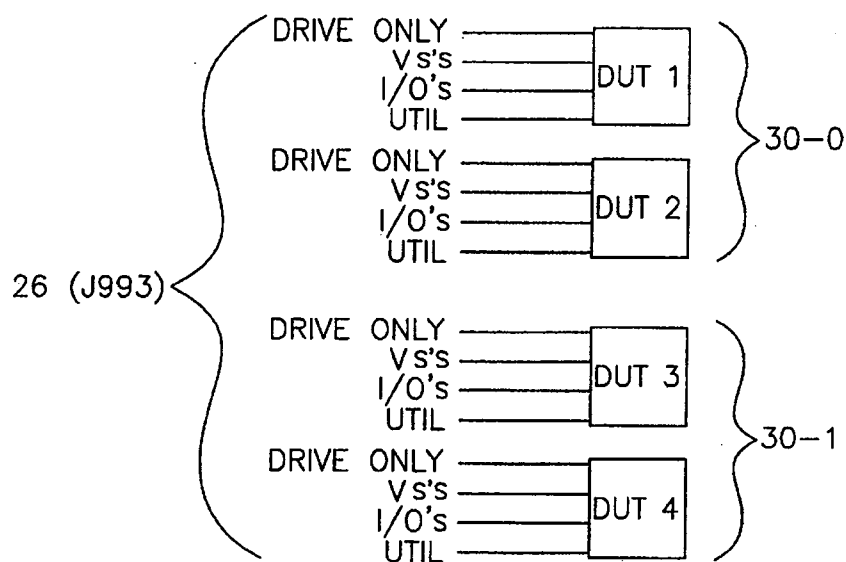 DRIVE ONLY
Vs's
I/O's
UTIL
DUT 1
30-0
DRIVE ONLY
Vs's
I/O's
UTIL
DUT 2
26 (J993)
DRIVE ONLY
Vs's
I/O's
UTIL
DUT 3
30-1
DRIVE ONLY
Vs's
I/O's
UTIL
DUT 4